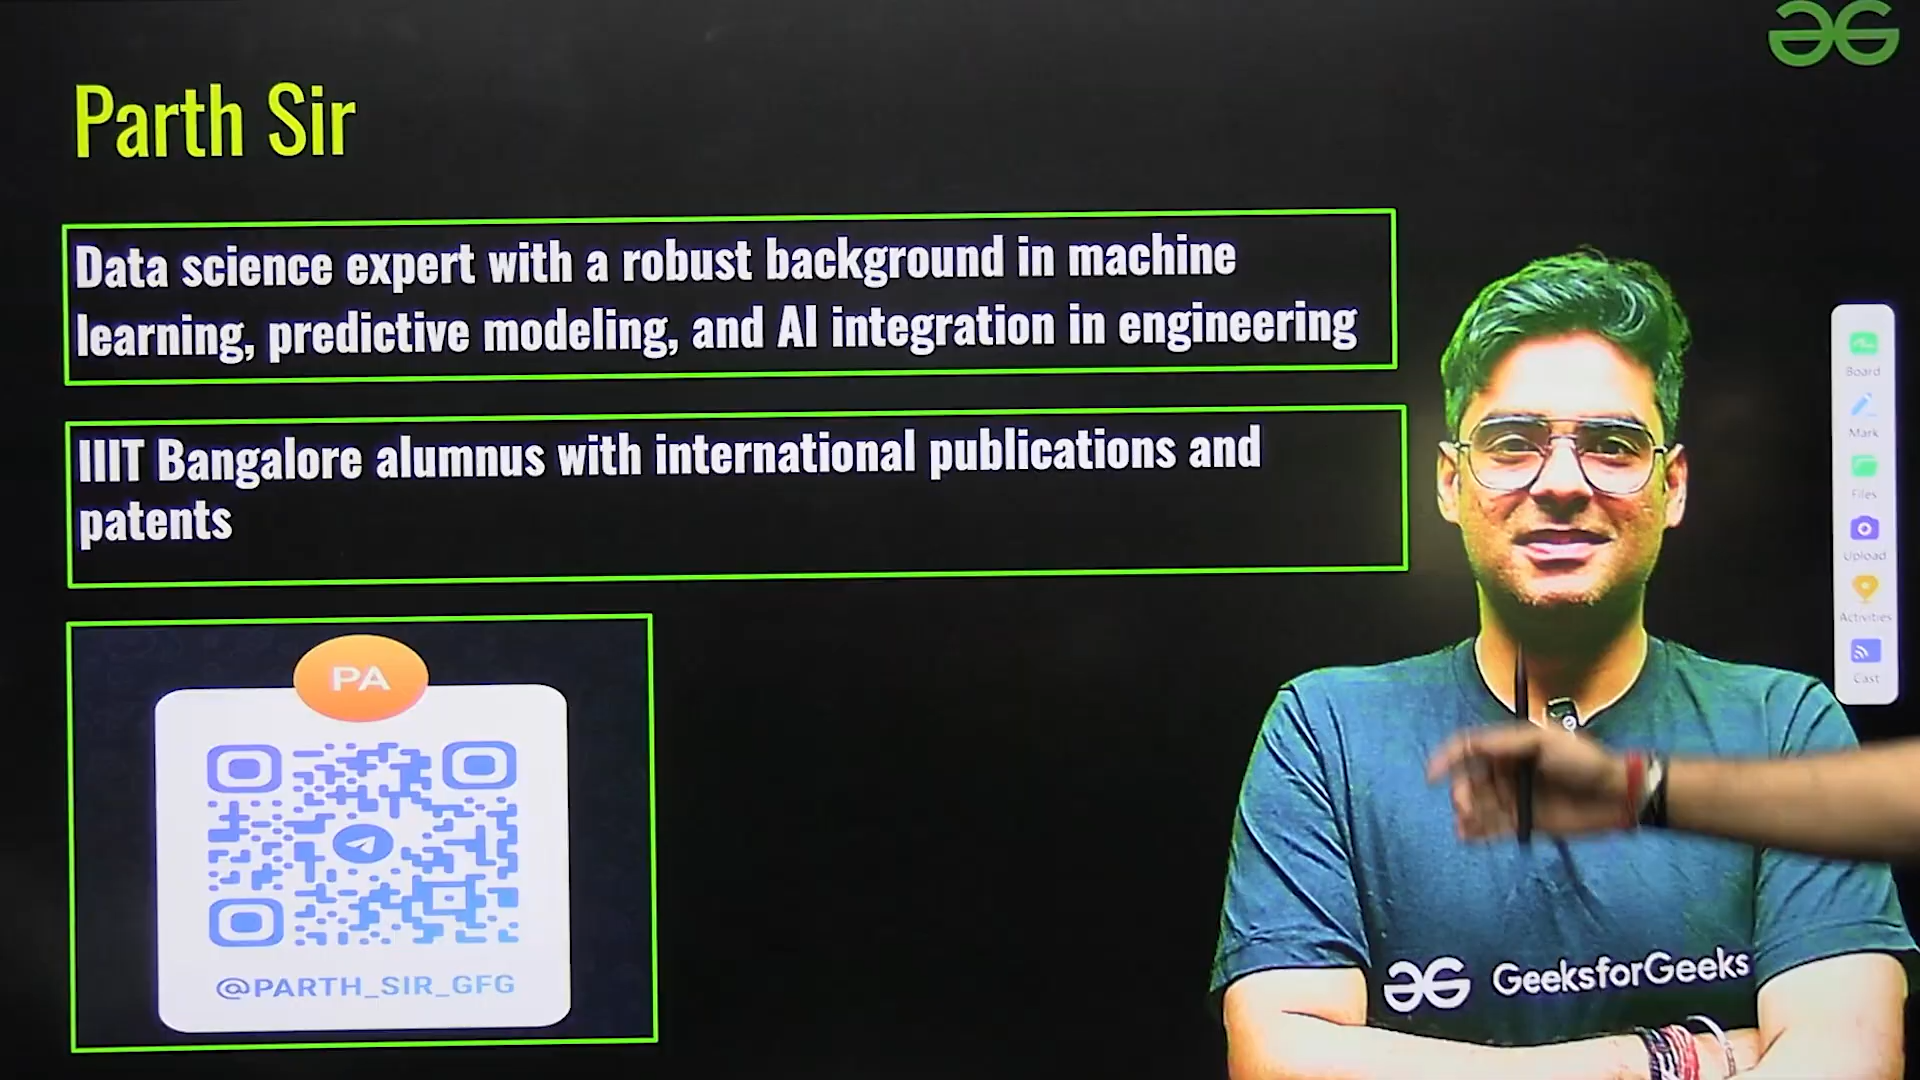 Parth Sir
Data science expert with a robust background in machine
learning, predictive modeling, and AI integration in engineering
IIIT Bangalore alumnus with international publications and
patents
PA
@PARTH_SIR_GFG
GeeksforGeeks
Board
Mark
Files
Upload
Activities
Cast